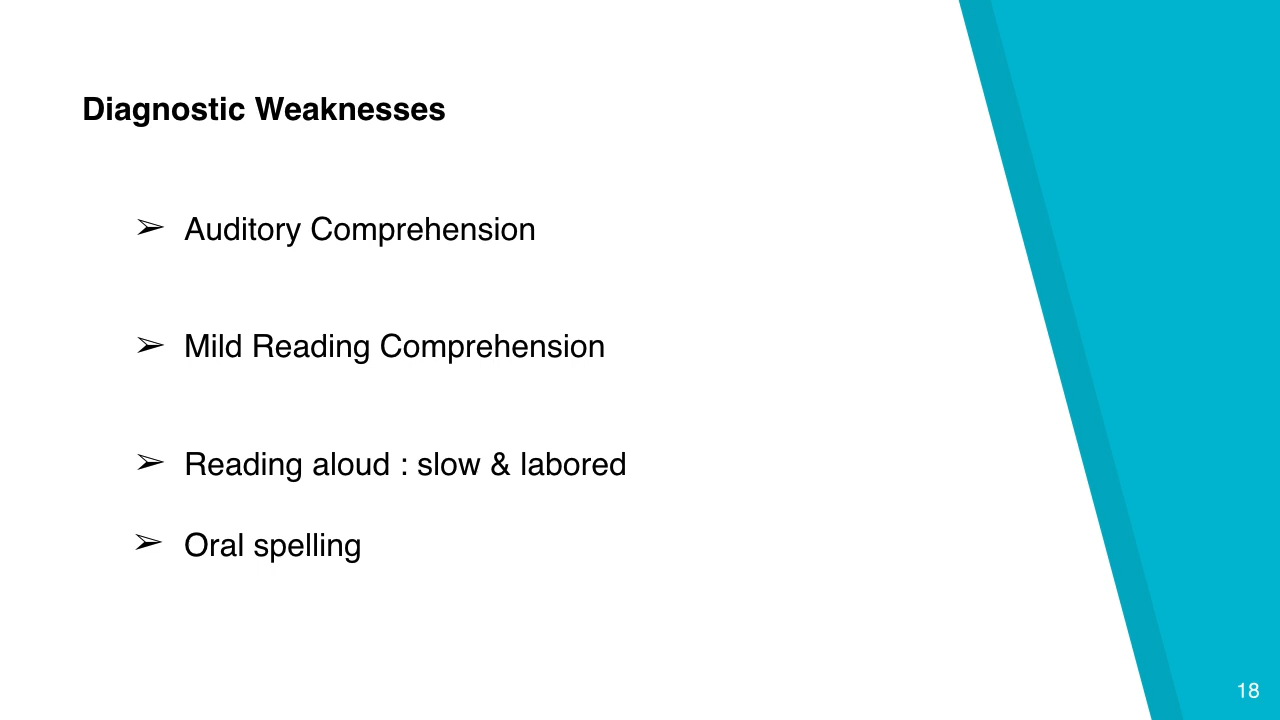 Diagnostic Weaknesses
➢ Auditory Comprehension
➢ Mild Reading Comprehension
➢ Reading aloud : slow & labored
➢ Oral spelling
18